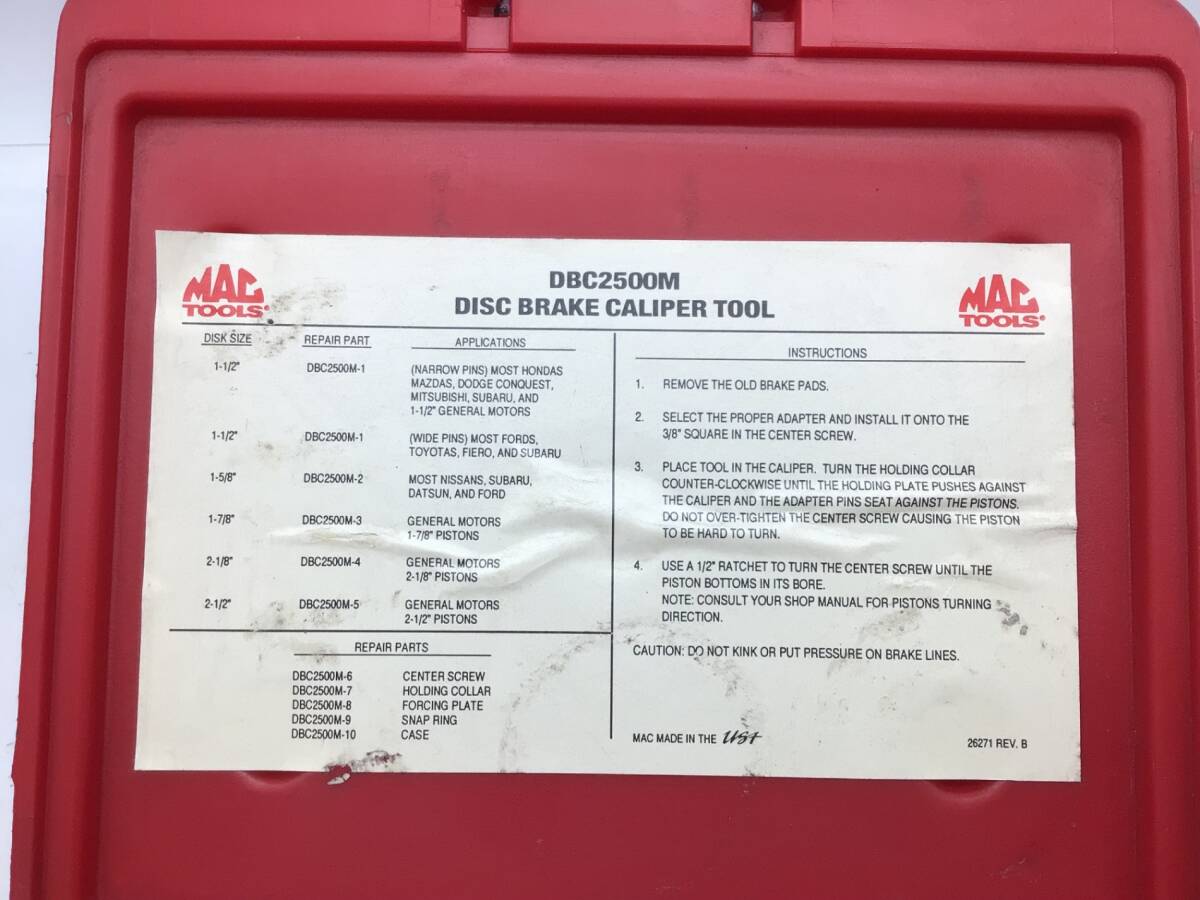 MAC
TOOLS®
DBC2500M
DISC BRAKE CALIPER TOOL
MAC
TOOLS®
DISK SIZE REPAIR PART APPLICATIONS
1-1/2" DBC2500M-1 (NARROW PINS) MOST HONDAS
MAZDAS, DODGE CONQUEST,
MITSUBISHI, SUBARU, AND
1-1/2" GENERAL MOTORS
1-1/2" DBC2500M-1 (WIDE PINS) MOST FORDS,
TOYOTAS, FIERO, AND SUBARU
1-5/8" DBC2500M-2 MOST NISSANS, SUBARU,
DATSUN, AND FORD
1-7/8" DBC2500M-3 GENERAL MOTORS
1-7/8" PISTONS
2-1/8" DBC2500M-4 GENERAL MOTORS
2-1/8" PISTONS
2-1/2" DBC2500M-5 GENERAL MOTORS
2-1/2" PISTONS
REPAIR PARTS
DBC2500M-6 CENTER SCREW
DBC2500M-7 HOLDING COLLAR
DBC2500M-8 FORCING PLATE
DBC2500M-9 SNAP RING
DBC2500M-10 CASE
INSTRUCTIONS
1. REMOVE THE OLD BRAKE PADS.
2. SELECT THE PROPER ADAPTER AND INSTALL IT ONTO THE
3/8" SQUARE IN THE CENTER SCREW.
3. PLACE TOOL IN THE CALIPER. TURN THE HOLDING COLLAR
COUNTER-CLOCKWISE UNTIL THE HOLDING PLATE PUSHES AGAINST
THE CALIPER AND THE ADAPTER PINS SEAT AGAINST THE PISTONS.
DO NOT OVER-TIGHTEN THE CENTER SCREW CAUSING THE PISTON
TO BE HARD TO TURN.
4. USE A 1/2" RATCHET TO TURN THE CENTER SCREW UNTIL THE
PISTON BOTTOMS IN ITS BORE.
NOTE: CONSULT YOUR SHOP MANUAL FOR PISTONS TURNING
DIRECTION.
CAUTION: DO NOT KINK OR PUT PRESSURE ON BRAKE LINES.
MAC MADE IN THE USA
26271 REV. B